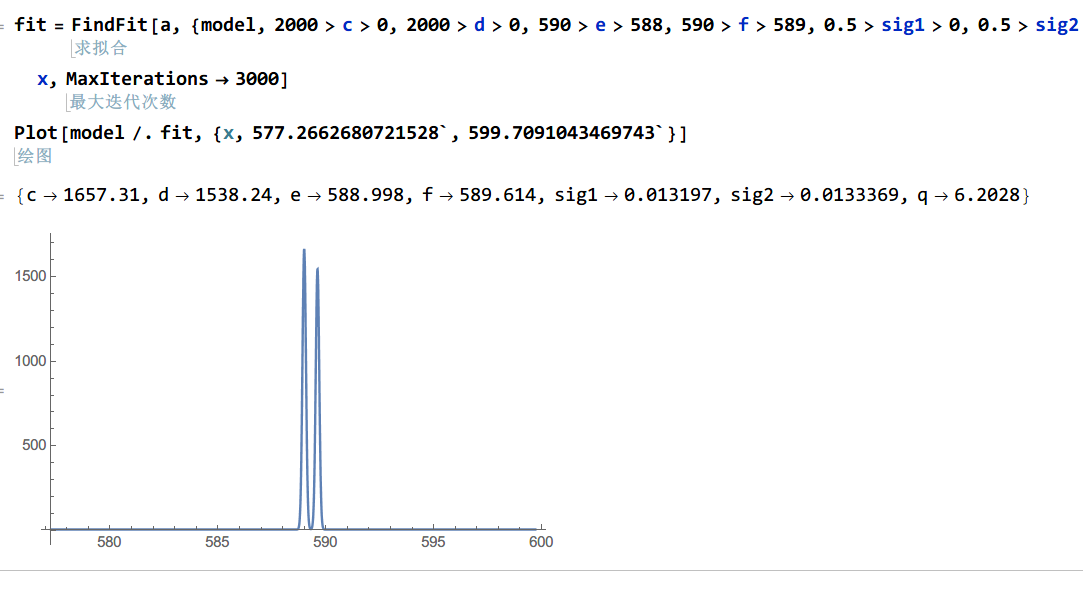 = fit = FindFit[a, {model, 2000 > c > 0, 2000 > d > 0, 590 > e > 588, 590 > f > 589, 0.5 > sig1 > 0, 0.5 > sig2
求拟合
x, MaxIterations → 3000]
最大迭代次数
Plot[model /. fit, {x, 577.2662680721528`, 599.7091043469743`}]
绘图
= {c → 1657.31, d → 1538.24, e → 588.998, f → 589.614, sig1 → 0.013197, sig2 → 0.0133369, q → 6.2028}
1500
1000
=
500
580 585 590 595 600